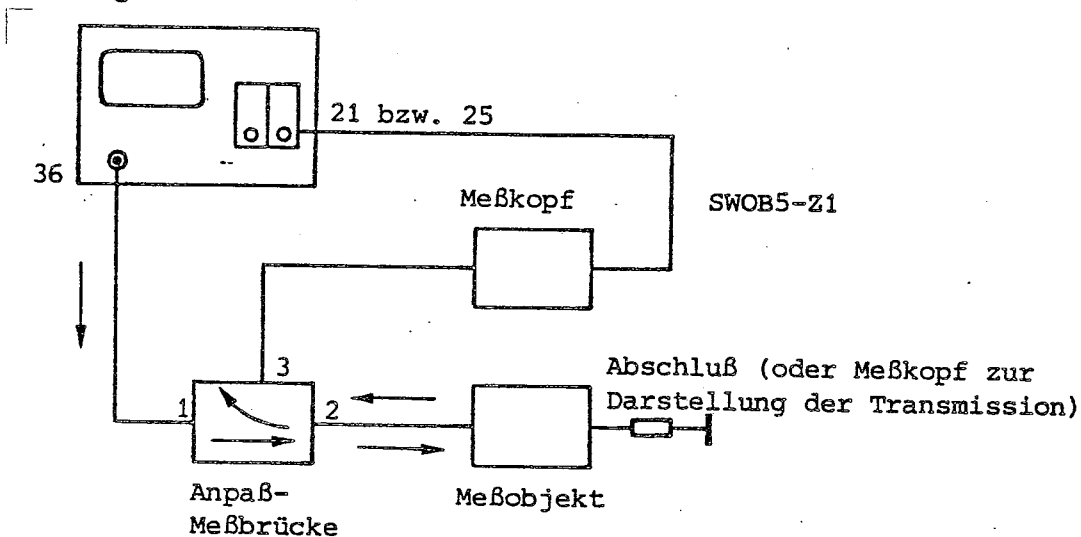 21 bzw. 25
36
Meßkopf
SWOB5-Z1
3
Abschluß (oder Meßkopf zur
Darstellung der Transmission)
1
2
Anpaß-
Meßbrücke
Meßobjekt